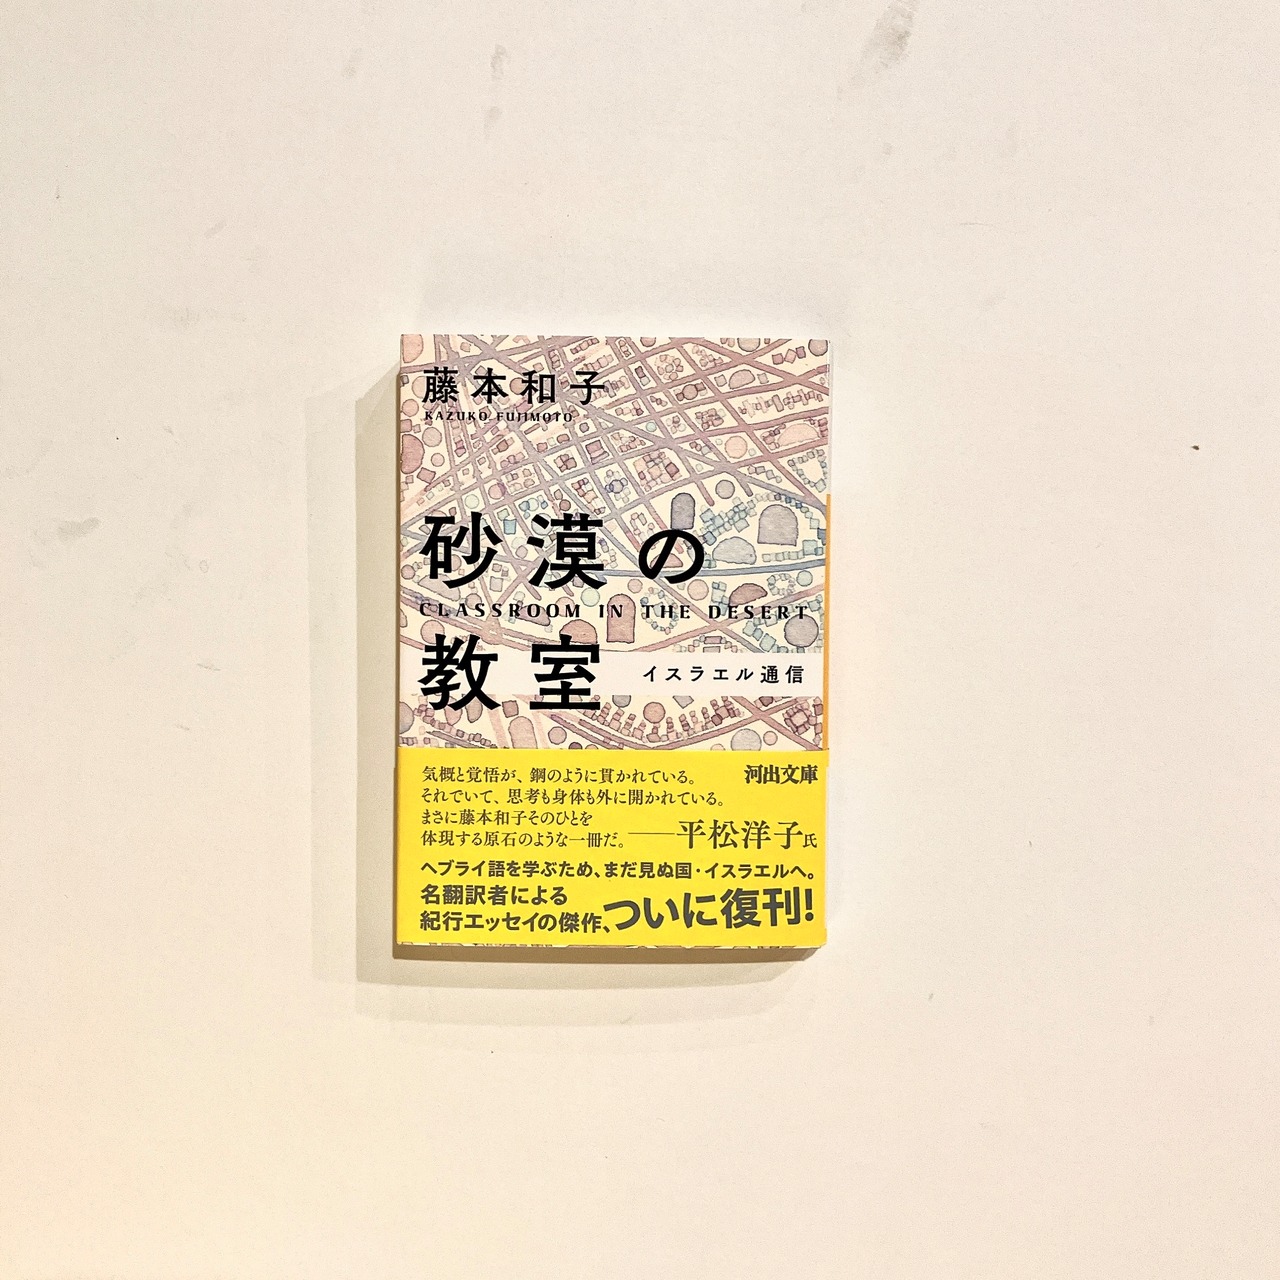 藤本和子
KAZUKO FUJIMOTO
砂漠の
CLASSROOM IN THE DESERT
教室
イスラエル通信
気概と覚悟が、鋼のように貫かれている。
河出文庫
それでいて、思考も身体も外に開かれている。
まさに藤本和子そのひとを
体現する原石のような一冊だ。——平松洋子氏
ヘブライ語を学ぶため、まだ見ぬ国・イスラエルへ。
名翻訳者による
紀行エッセイの傑作、ついに復刊!